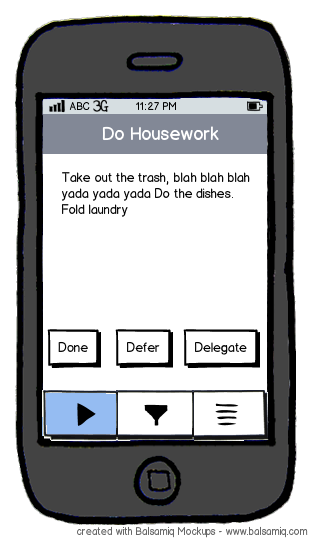 ABC 3G 11:27 PM
Do Housework
Take out the trash, blah blah blah
yada yada yada Do the dishes.
Fold laundry
Done Defer Delegate
created with Balsamiq Mockups - www.balsamiq.com